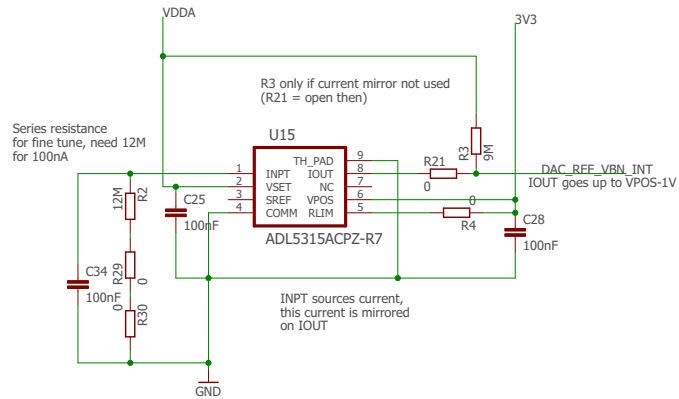 VDDA
3V3
R3 only if current mirror not used
(R21 = open then)
Series resistance
for fine tune, need 12M
for 100nA
U15
TH_PAD 9
1 INPT IOUT 8
2 VSET NC 7
3 SREF VPOS 6
4 COMM RLIM 5
ADL5315ACPZ-R7
R21
0
R3
9M
DAC_REF_VBN_INT
IOUT goes up to VPOS-1V
12M
R2
C25
100nF
0
R4
C28
100nF
C34
100nF
R29
0
0
R30
INPT sources current,
this current is mirrored
on IOUT
GND